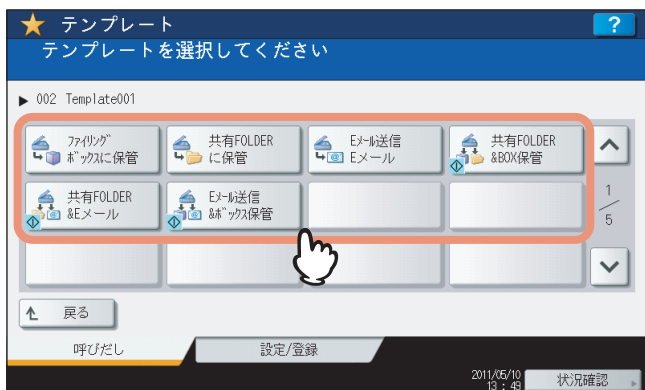 テンプレート
?
テンプレートを選択してください
▶ 002 Template001
ﾌｧｲﾘﾝｸﾞ
ﾎﾞｯｸｽに保管
共有FOLDER
に保管
Eﾒｰﾙ送信
Eメール
共有FOLDER
&BOX保管
共有FOLDER
&Eメール
Eﾒｰﾙ送信
&ﾎﾞｯｸｽ保管
1
5
戻る
呼びだし
設定/登録
2011/05/10
13 : 49
状況確認